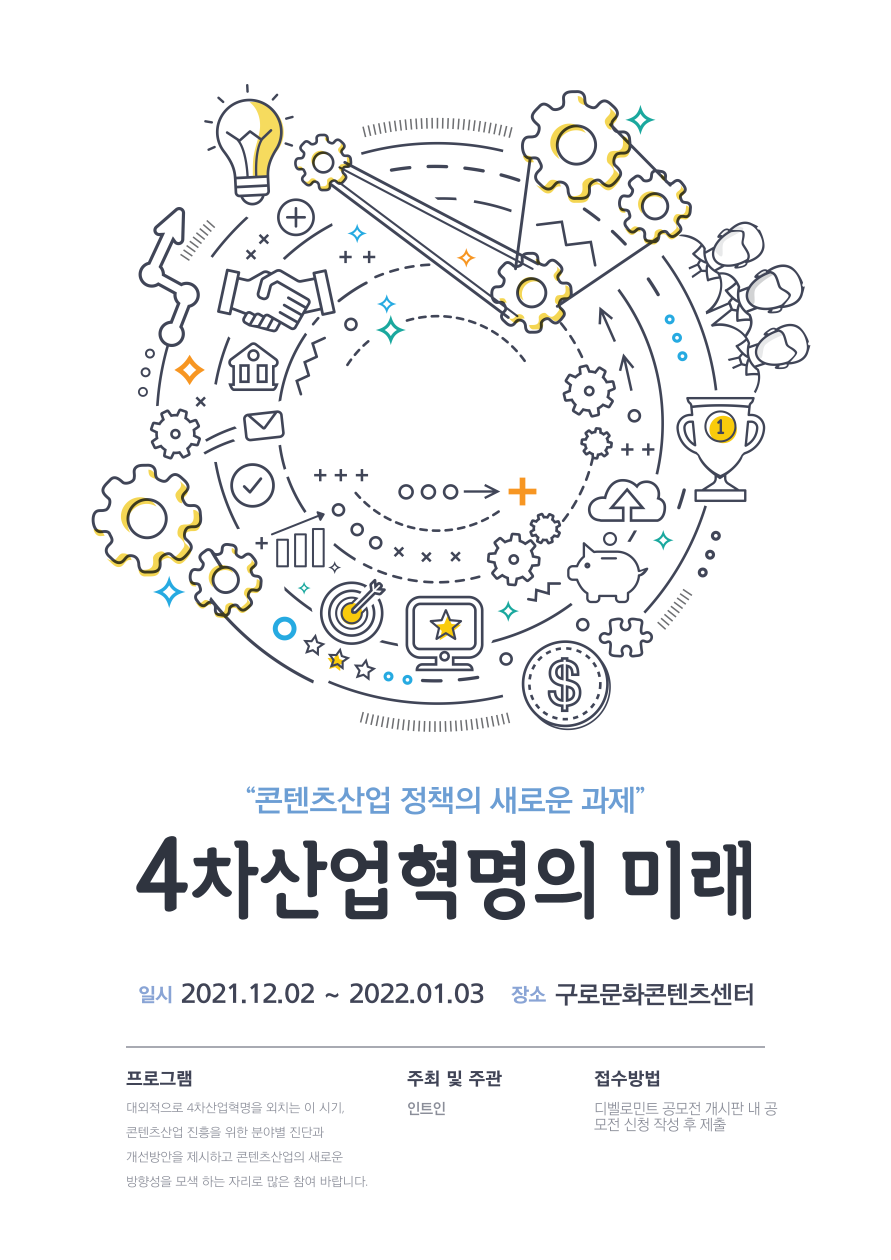 1
$
“콘텐츠산업 정책의 새로운 과제”
4차산업혁명의 미래
일시 2021.12.02 ~ 2022.01.03 장소 구로문화콘텐츠센터
프로그램
대외적으로 4차산업혁명을 외치는 이 시기,
콘텐츠산업 진흥을 위한 분야별 진단과
개선방안을 제시하고 콘텐츠산업의 새로운
방향성을 모색 하는 자리로 많은 참여 바랍니다.
주최 및 주관
인트인
접수방법
디벨로민트 공모전 게시판 내 공
모전 신청 작성 후 제출